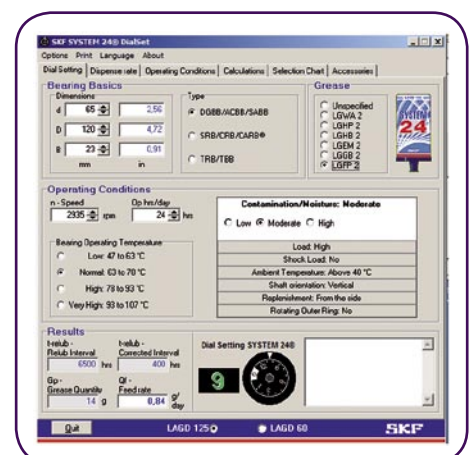 SKF SYSTEM 24® DialSet
Options Print Language About
Dial Setting Dispense rate Operating Conditions Calculations Selection Chart Accessories
Bearing Basics
Dimensions
d 65 2,56
D 120 4,72
B 23 0,91
mm in
Type
DGBB/ACBB/SABB
SRB/CRB/CARB®
TRB/TBB
Grease
Unspecified
LGWA 2
LGHP 2
LGHB 2
LGEM 2
LGGB 2
LGFP 2
SYSTEM
24
Operating Conditions
n - Speed Op hrs/day
2935 rpm 24 hrs
Bearing Operating Temperature
Low: 47 to 63 °C
Normal: 63 to 78 °C
High: 78 to 93 °C
Very High: 93 to 107 °C
Contamination/Moisture: Moderate
Low Moderate High
Load: High
Shock Load: No
Ambient Temperature: Above 40 °C
Shaft orientation: Vertical
Replenishment: From the side
Rotating Outer Ring: No
Results
t-relub - t-relub -
Relub Interval Corrected Interval
6500 hrs 400 hrs
Gp - Qf -
Grease Quantity Feed rate
14 g 0,84 g/day
Dial Setting SYSTEM 24®
9
Quit LAGD 125 LAGD 60 SKF